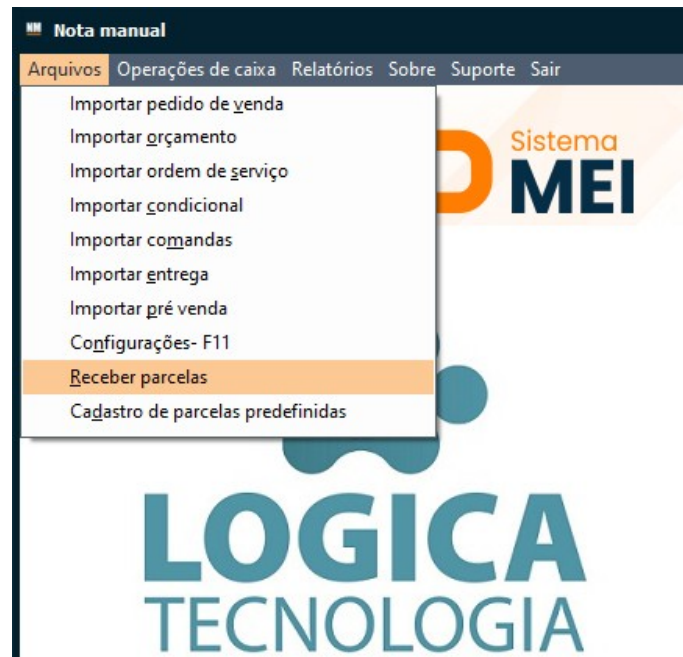 NM Nota manual
Arquivos Operações de caixa Relatórios Sobre Suporte Sair
Importar pedido de venda
Importar orçamento
Importar ordem de serviço
Importar condicional
Importar comandas
Importar entrega
Importar pré venda
Configurações- F11
Receber parcelas
Cadastro de parcelas predefinidas
Sistema
MEI
LOGICA
TECNOLOGIA